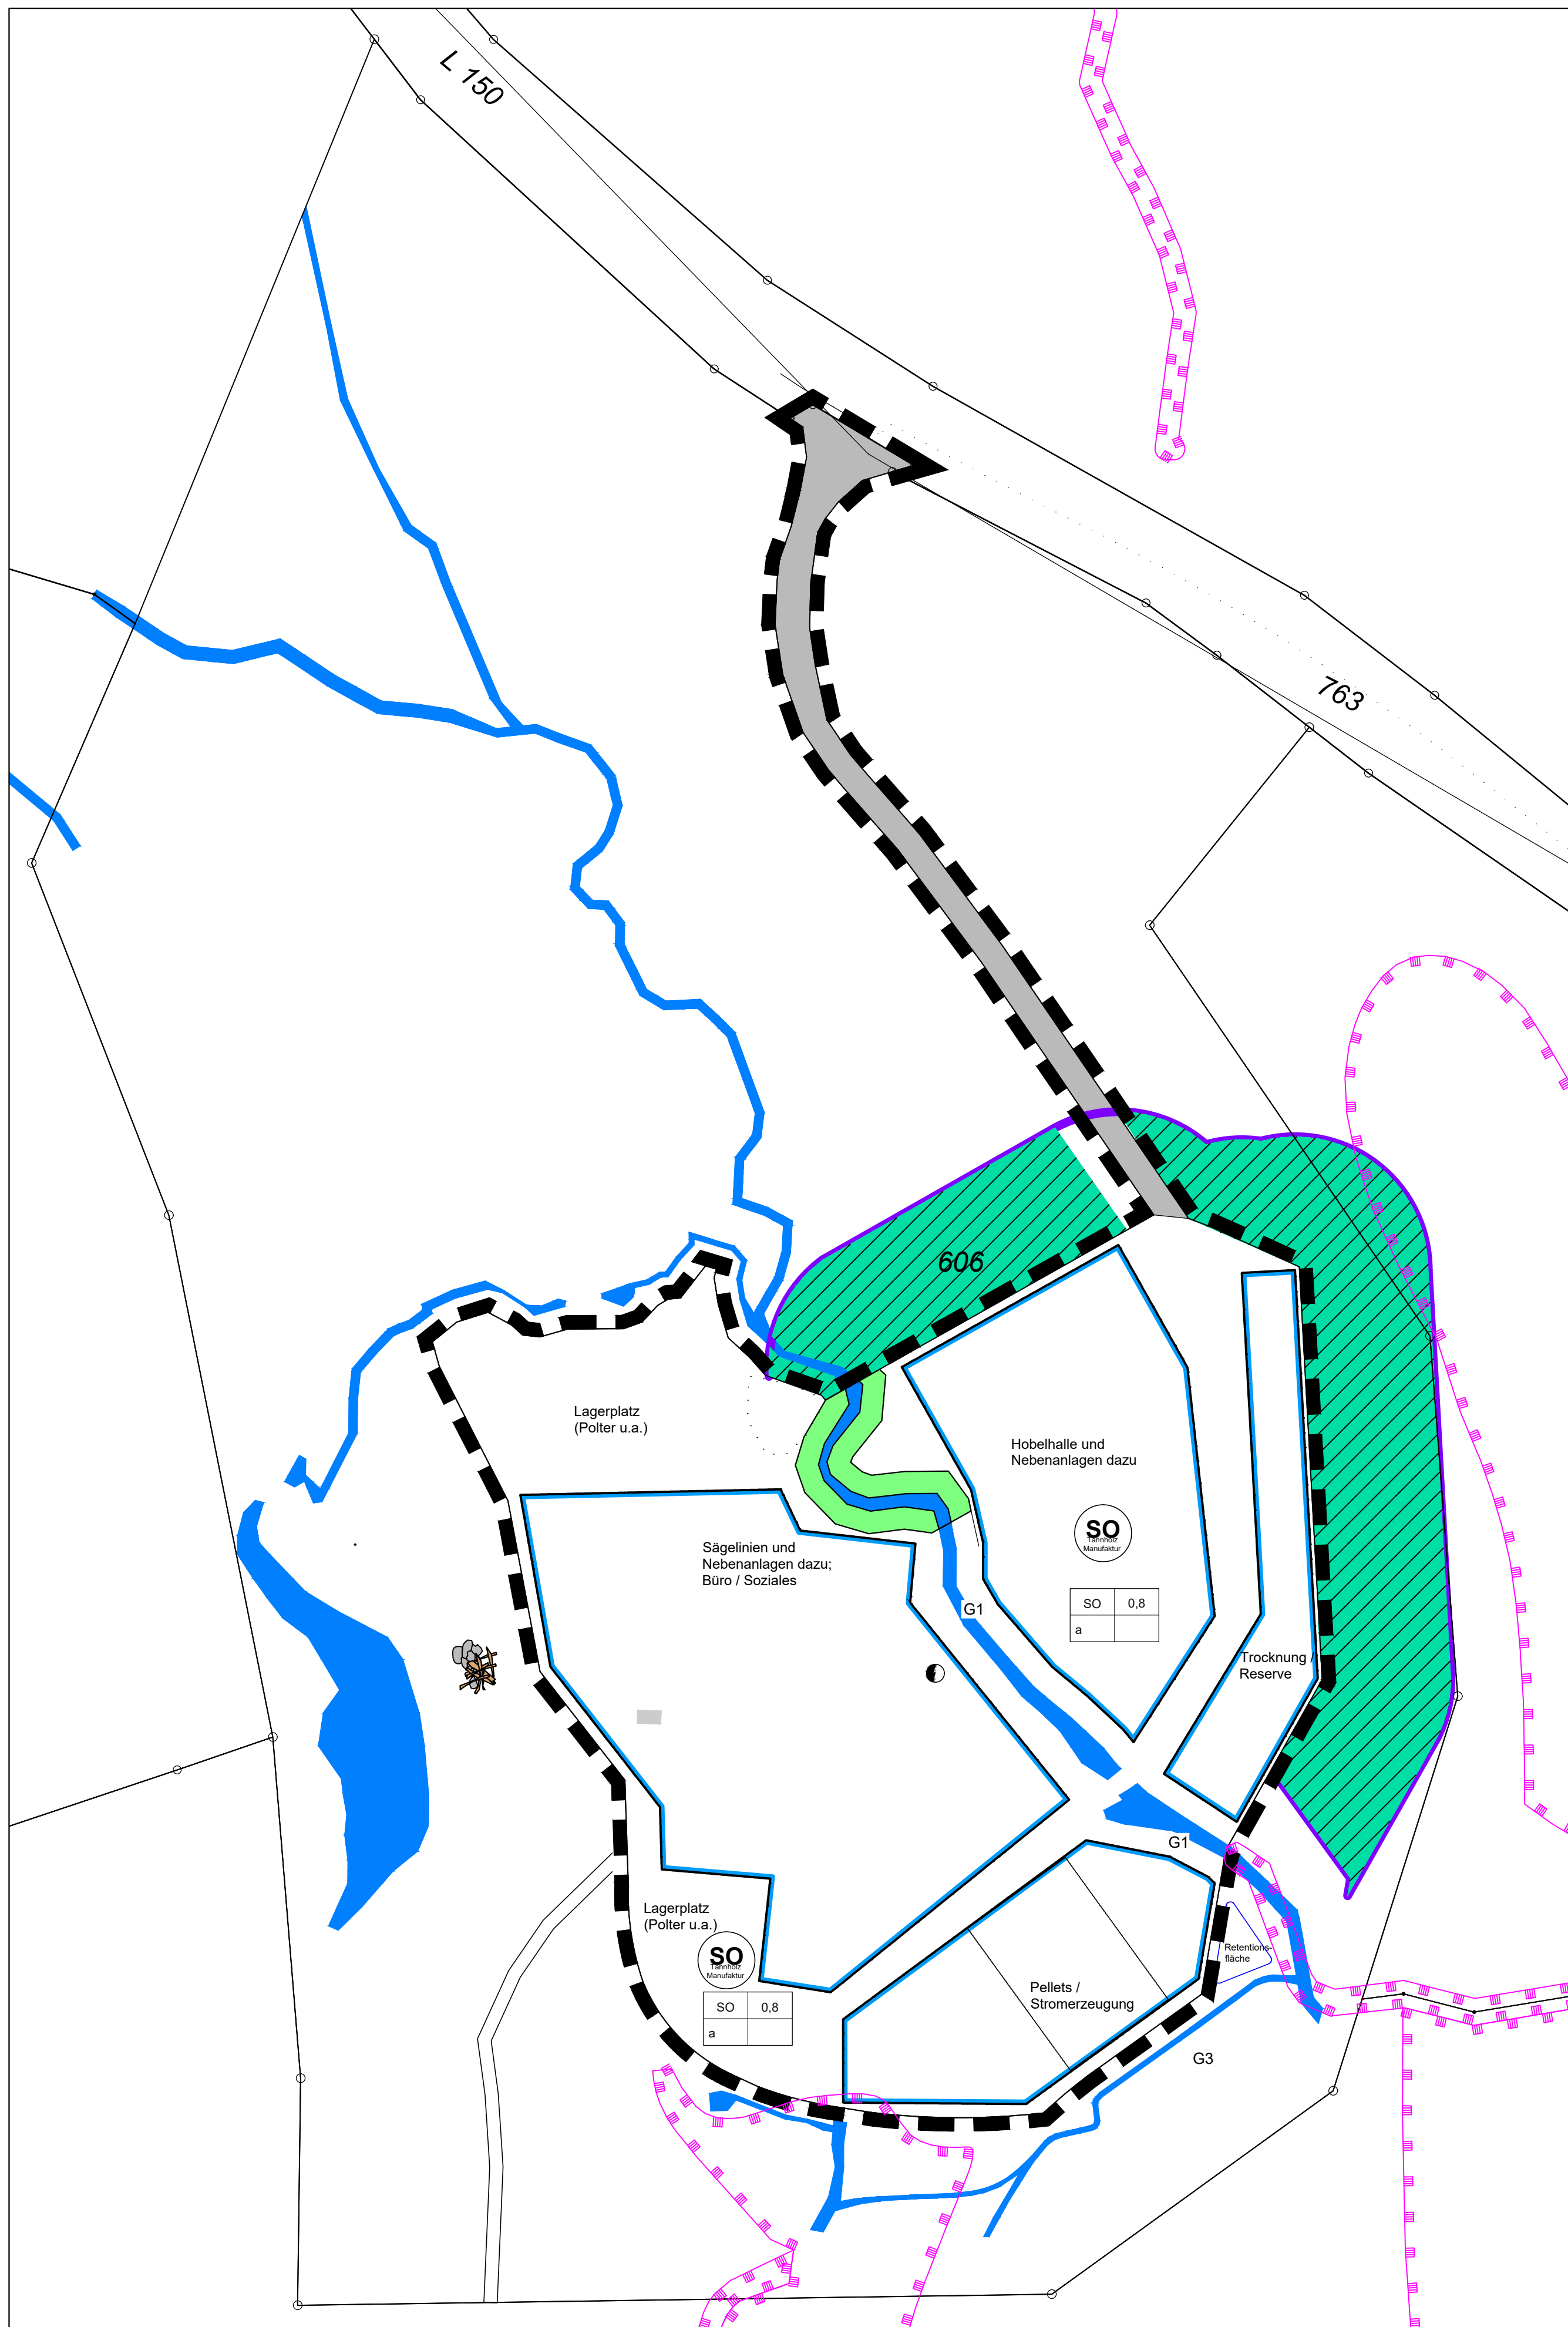 L 150
763
606
Lagerplatz
(Polter u.a.)
Hobelhalle und
Nebenanlagen dazu
SO
Tannholz
Manufaktur
Sägelinien und
Nebenanlagen dazu;
Büro / Soziales
SO 0,8
a
G1
Trocknung /
Reserve
G1
Lagerplatz
(Polter u.a.)
SO
Tannholz
Manufaktur
Retentions-
fläche
Pellets /
Stromerzeugung
SO 0,8
a
G3